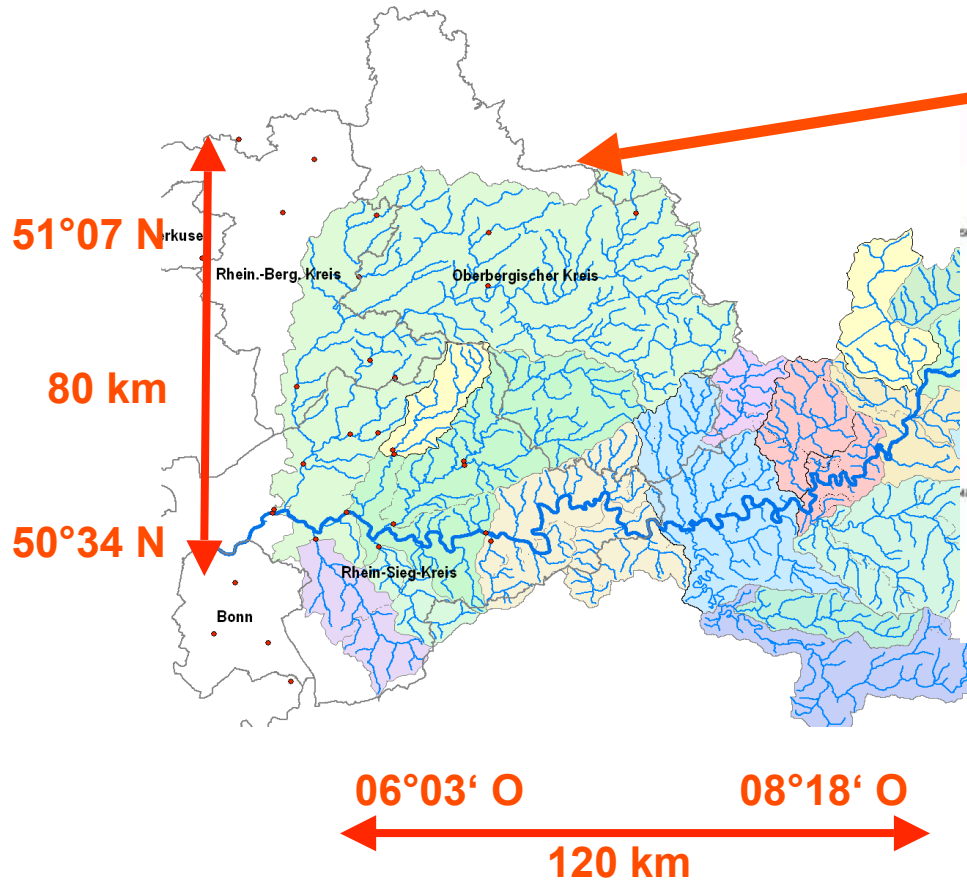 51°07 N
erkuse
Rhein.-Berg. Kreis
Oberbergischer Kreis
80 km
50°34 N
Rhein-Sieg-Kreis
Bonn
06°03‘ O
08°18‘ O
120 km